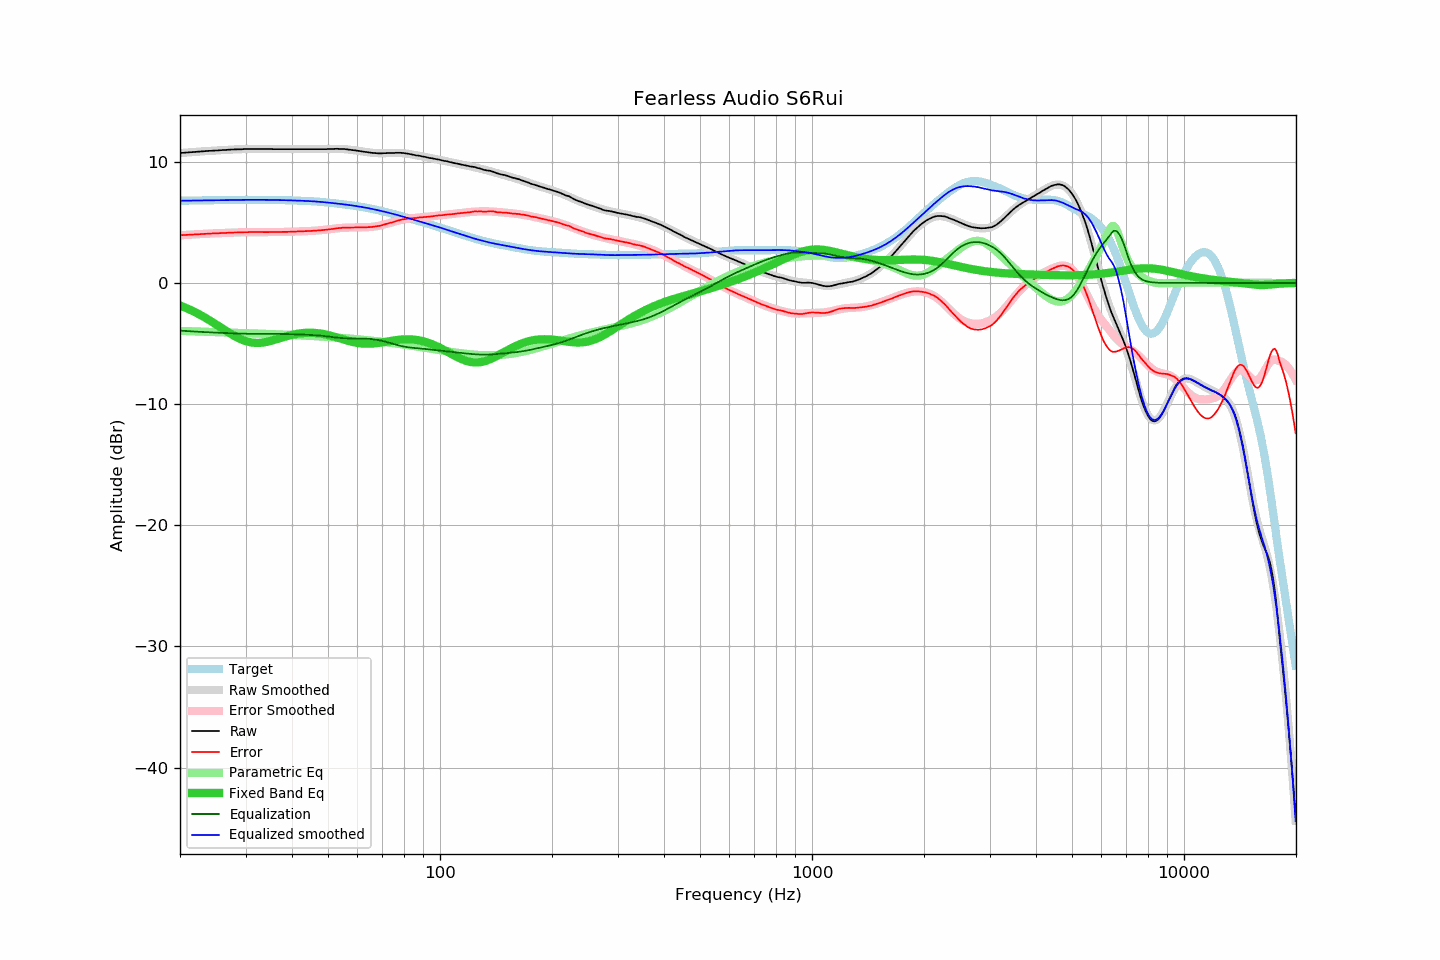 Fearless Audio S6Rui
Amplitude (dBr)
10
0
−10
−20
−30
−40
Target
Raw Smoothed
Error Smoothed
Raw
Error
Parametric Eq
Fixed Band Eq
Equalization
Equalized smoothed
100
1000
10000
Frequency (Hz)